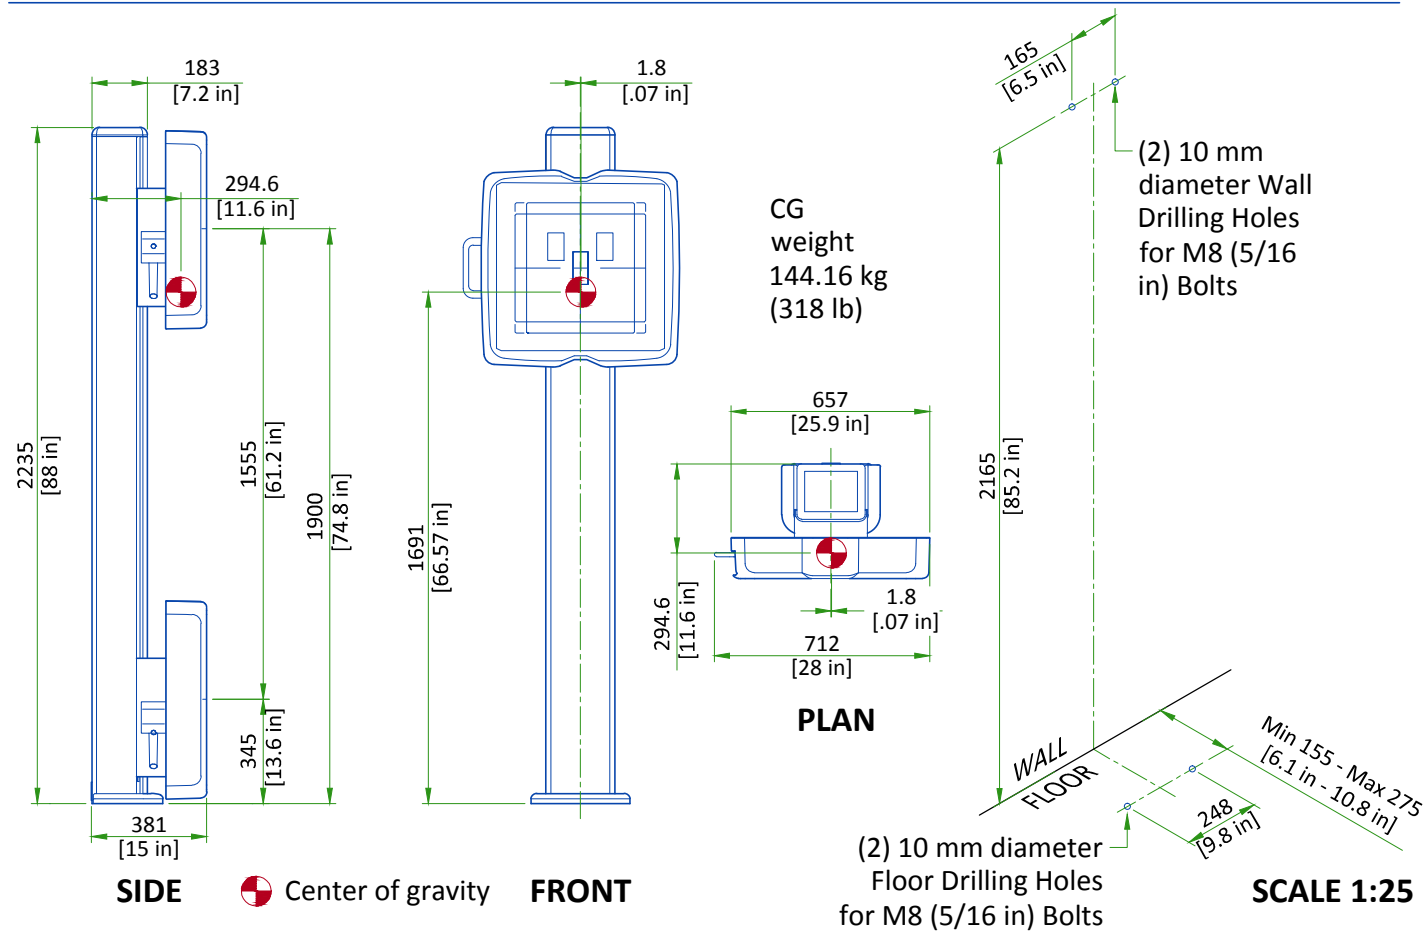 183
[7.2 in]
294.6
[11.6 in]
2235
[88 in]
1555
[61.2 in]
1900
[74.8 in]
345
[13.6 in]
381
[15 in]
SIDE
Center of gravity
1.8
[.07 in]
1691
[66.57 in]
FRONT
CG
weight
144.16 kg
(318 lb)
657
[25.9 in]
294.6
[11.6 in]
1.8
[.07 in]
712
[28 in]
PLAN
165
[6.5 in]
(2) 10 mm
diameter Wall
Drilling Holes
for M8 (5/16
in) Bolts
2165
[85.2 in]
WALL
FLOOR
Min 155 - Max 275
[6.1 in - 10.8 in]
248
[9.8 in]
(2) 10 mm diameter
Floor Drilling Holes
for M8 (5/16 in) Bolts
SCALE 1:25